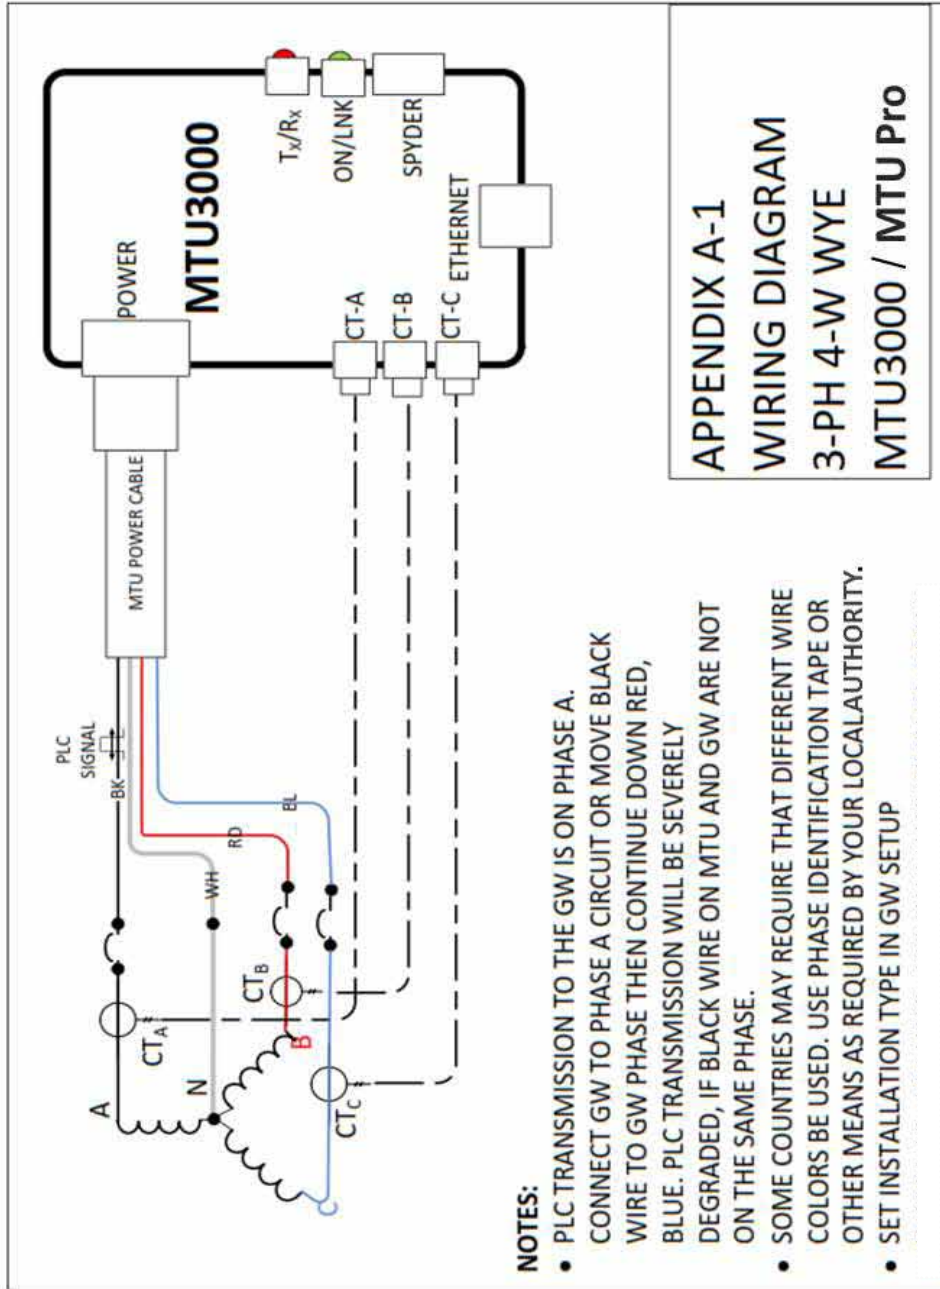 POWER
MTU3000
Tx/Rx
ON/LNK
SPYDER
ETHERNET
CT-A
CT-B
CT-C
MTU POWER CABLE
PLC
SIGNAL
BK
WH
RD
BL
A
N
B
C
CTA
CTB
CTC
NOTES:
• PLC TRANSMISSION TO THE GW IS ON PHASE A.
CONNECT GW TO PHASE A CIRCUIT OR MOVE BLACK
WIRE TO GW PHASE THEN CONTINUE DOWN RED,
BLUE. PLC TRANSMISSION WILL BE SEVERELY
DEGRADED, IF BLACK WIRE ON MTU AND GW ARE NOT
ON THE SAME PHASE.
• SOME COUNTRIES MAY REQUIRE THAT DIFFERENT WIRE
COLORS BE USED. USE PHASE IDENTIFICATION TAPE OR
OTHER MEANS AS REQUIRED BY YOUR LOCALAUTHORITY.
• SET INSTALLATION TYPE IN GW SETUP
APPENDIX A-1
WIRING DIAGRAM
3-PH 4-W WYE
MTU3000 / MTU Pro